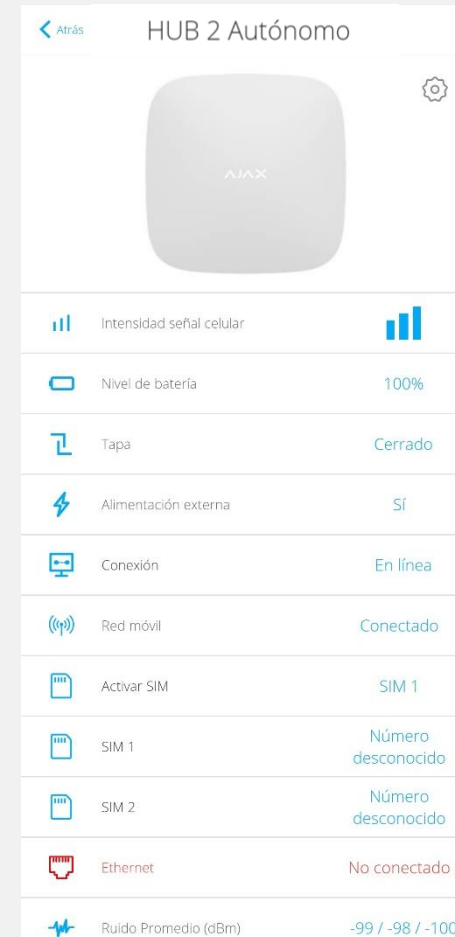 Atrás
HUB 2 Autónomo
AJAX
Intensidad señal celular
Nivel de batería 100%
Tapa Cerrado
Alimentación externa Sí
Conexión En línea
Red móvil Conectado
Activar SIM SIM 1
SIM 1 Número desconocido
SIM 2 Número desconocido
Ethernet No conectado
Ruido Promedio (dBm) -99 / -98 / -100